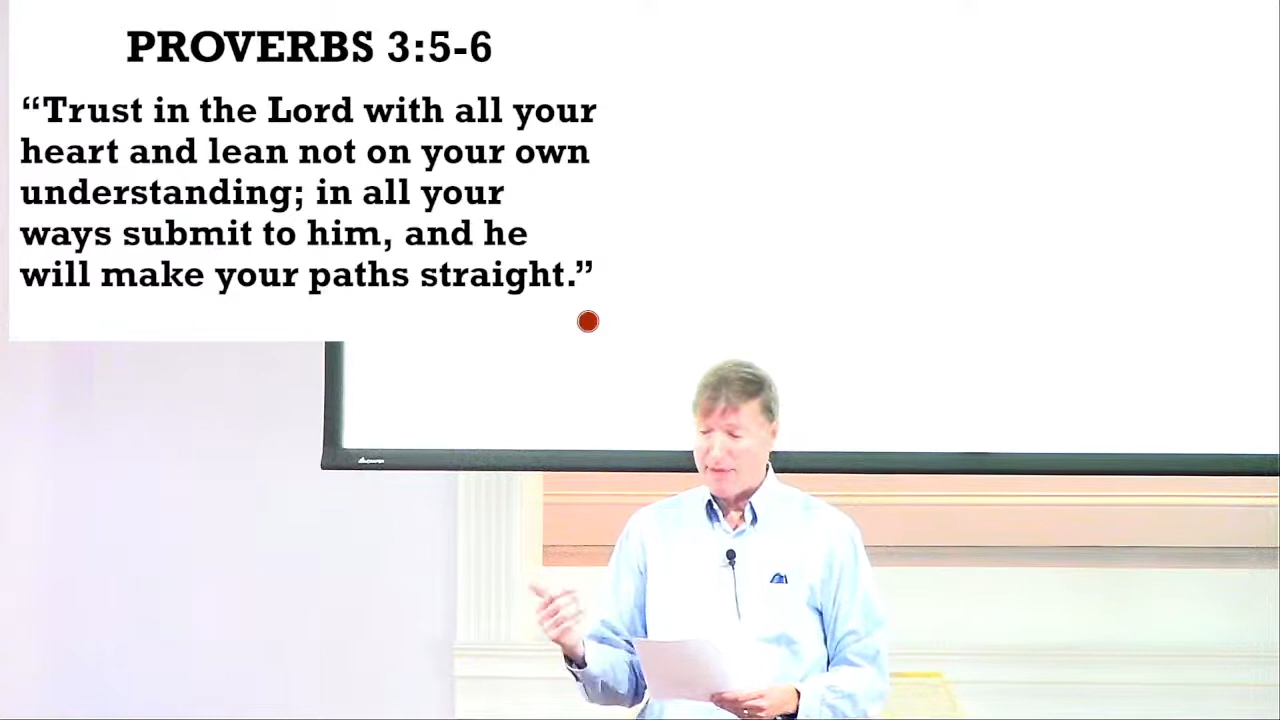 PROVERBS 3:5-6
“Trust in the Lord with all your
heart and lean not on your own
understanding; in all your
ways submit to him, and he
will make your paths straight.”